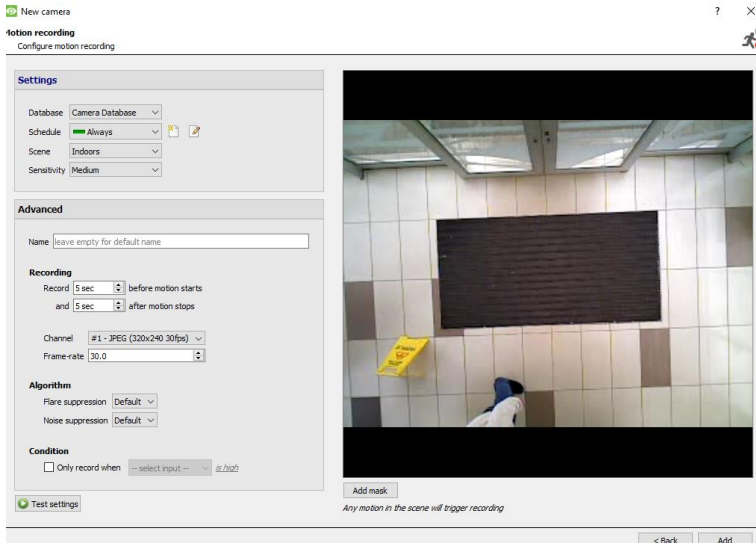 New camera
?
Motion recording
Configure motion recording
Settings
Database Camera Database
Schedule Always
Scene Indoors
Sensitivity Medium
Advanced
Name leave empty for default name
Recording
Record 5 sec before motion starts
and 5 sec after motion stops
Channel #1 - JPEG (320x240 30fps)
Frame-rate 30.0
Algorithm
Flare suppression Default
Noise suppression Default
Condition
Only record when -- select input -- is high
Test settings
Add mask
Any motion in the scene will trigger recording
< Back Add